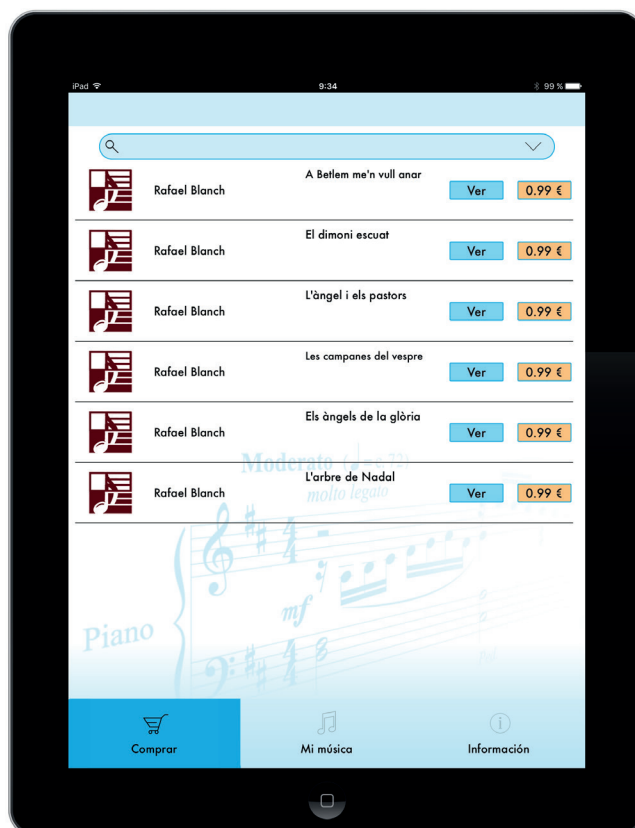 iPad 9:34 99 %
A Betlem me'n vull anar
Rafael Blanch Ver 0.99 €
El dimoni escuat
Rafael Blanch Ver 0.99 €
L'àngel i els pastors
Rafael Blanch Ver 0.99 €
Les campanes del vespre
Rafael Blanch Ver 0.99 €
Els àngels de la glòria
Rafael Blanch Ver 0.99 €
Moderato (♩=c.72)
L'arbre de Nadal
molto legato
Rafael Blanch Ver 0.99 €
mf
Piano
Comprar Mi música Información